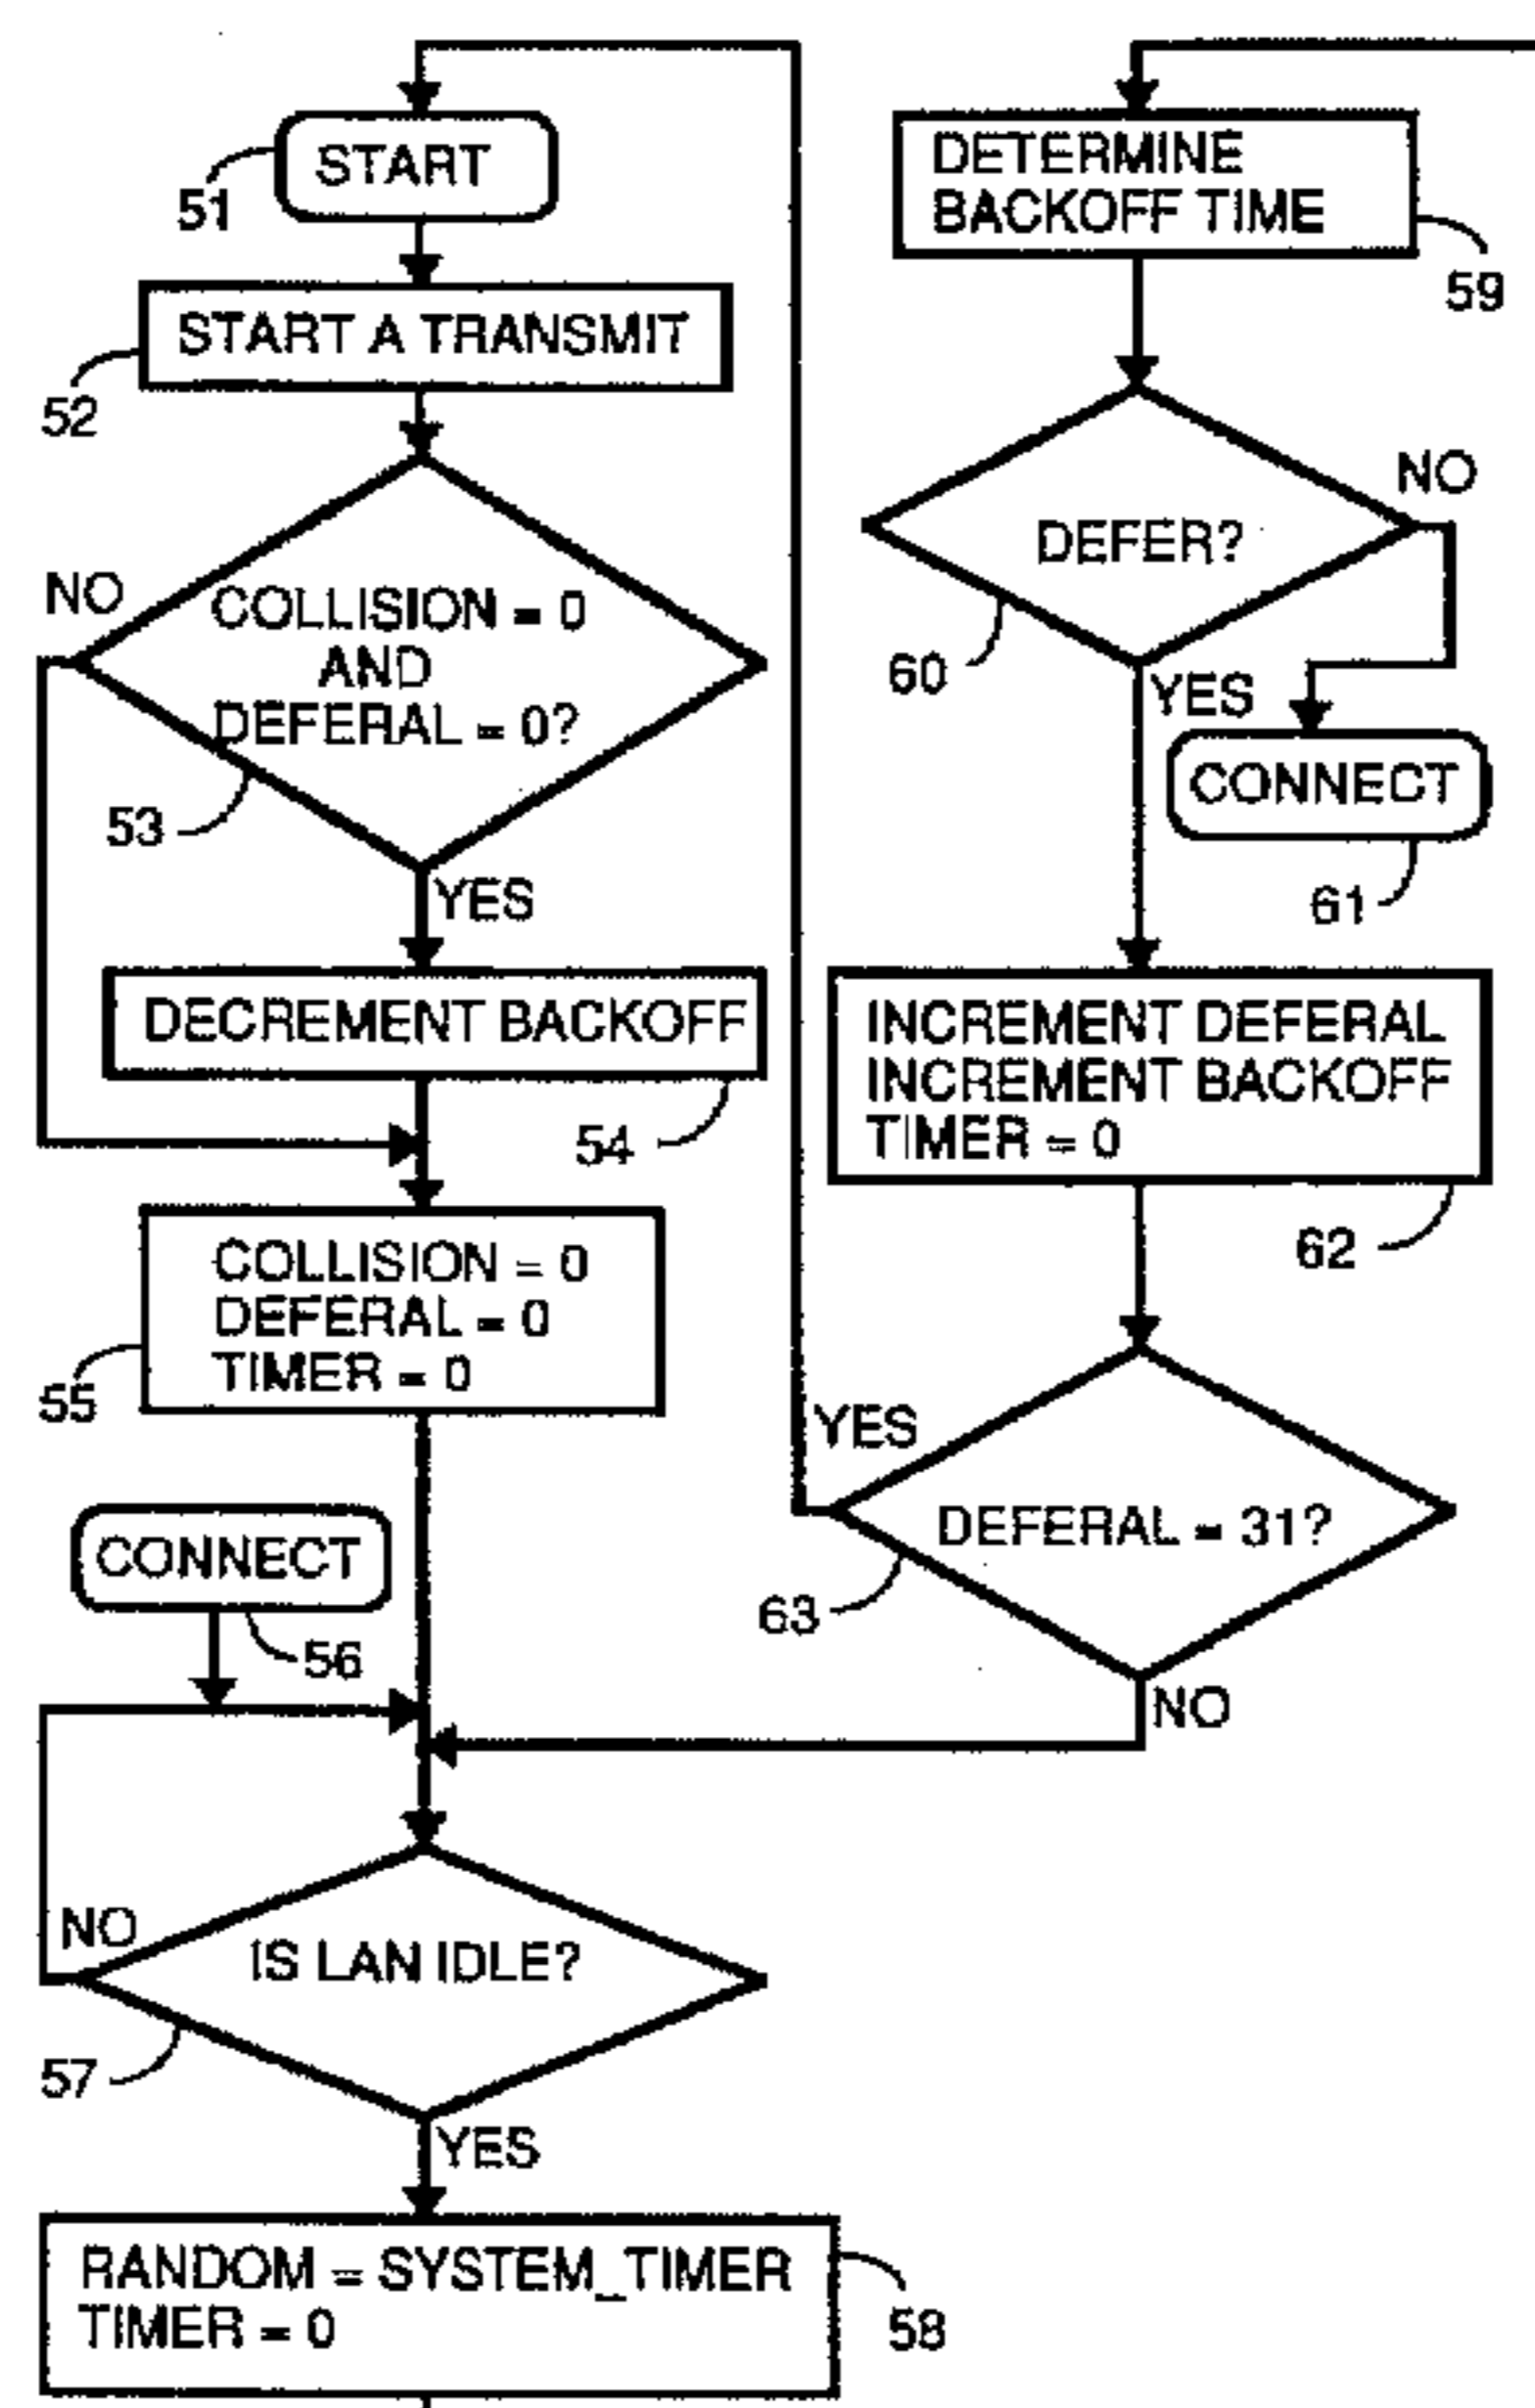 START
51
START A TRANSMIT
52
NO
COLLISION = 0
AND
DEFERAL = 0?
53
YES
DECREMENT BACKOFF
54
COLLISION = 0
DEFERAL = 0
TIMER = 0
55
CONNECT
56
NO
IS LAN IDLE?
57
YES
RANDOM = SYSTEM_TIMER
TIMER = 0
58
DETERMINE
BACKOFF TIME
59
NO
DEFER?
60
YES
CONNECT
61
INCREMENT DEFERAL
INCREMENT BACKOFF
TIMER = 0
62
YES
DEFERAL = 31?
63
NO